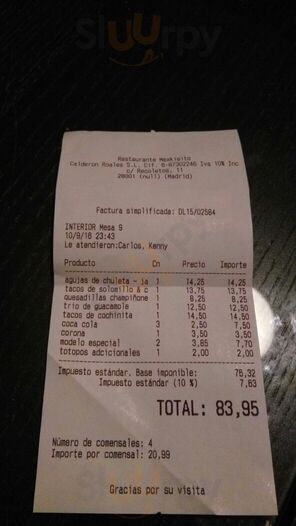 Sluurpy
Restaurante Mexkisito
Calderon Roales S.L. Cif. B-87302246 Iva 10% Inc
c/ Recoletos, 11
28001 (null) (Madrid)
Factura simplificada: DL15/02584
INTERIOR Mesa 9
10/9/16 23:43
Le atendieron:Carlos, Kenny
Producto Cn Precio Importe
agujas de chuleta - ja 1 14,25 14,25
tacos de solomillo & c 1 13,75 13,75
quesadillas champiñone 1 8,25 8,25
trio de guacamole 1 12,50 12,50
tacos de cochinita 1 14,50 14,50
coca cola 3 2,50 7,50
corona 1 3,50 3,50
modelo especial 2 3,85 7,70
totopos adicionales 1 2,00 2,00
Impuesto estándar. Base imponible: 76,32
Impuesto estándar (10 %) 7,63
TOTAL: 83,95
Número de comensales: 4
Importe por comensal: 20,99
Gracias por su visita